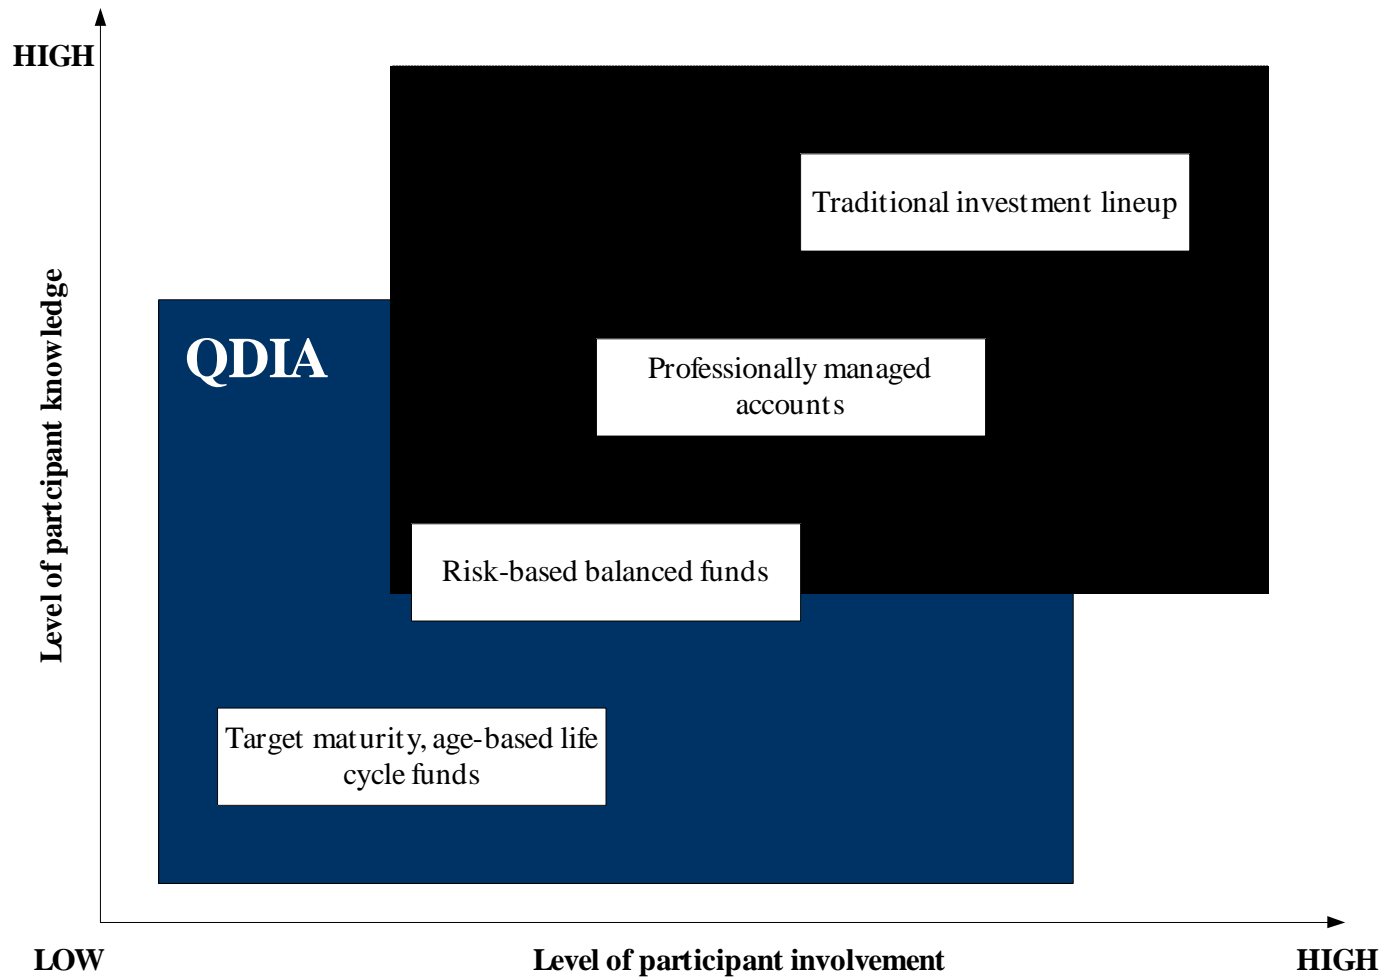 HIGH
Traditional investment lineup
QDIA
Professionally managed
accounts
Level of partcipant knowledge
Risk-based balanced funds
Target maturity, age-based life
cycle funds
LOW
Level of participant involvement
HIGH